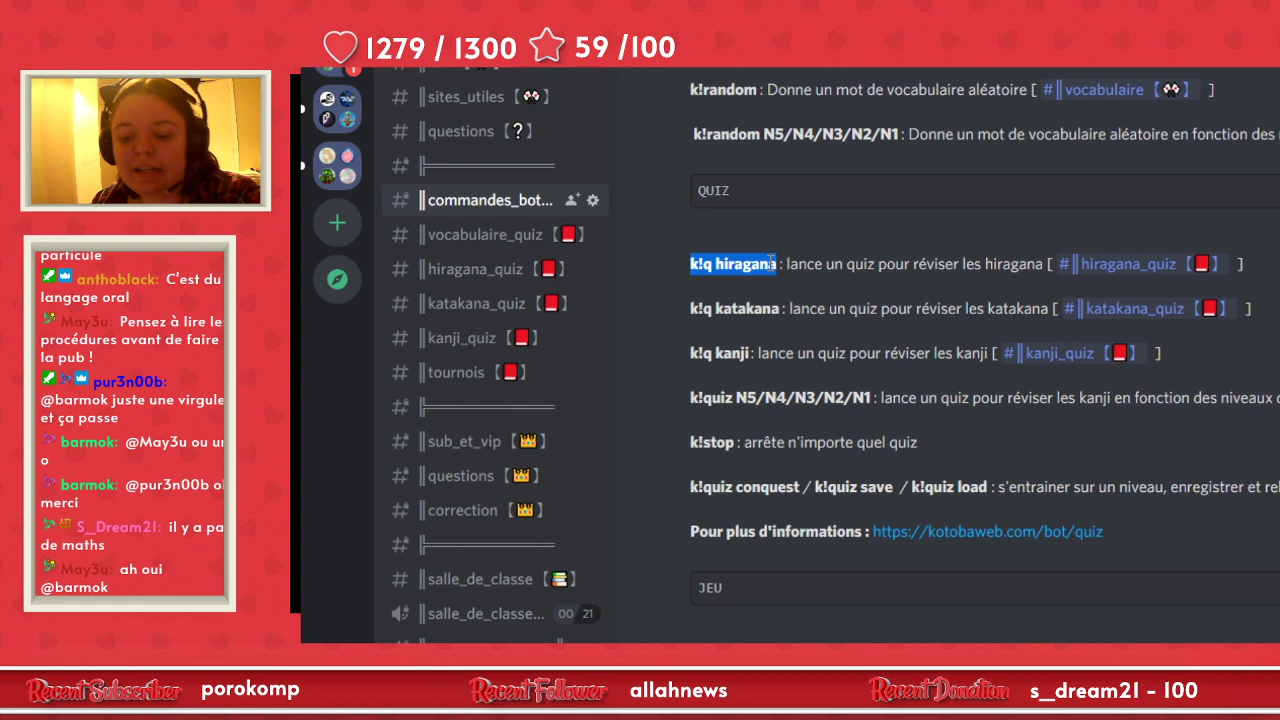 1279 / 1300 59 /100
particule
anthoblack: C'est du
langage oral
May3u: Pensez à lire le
procédures avant de faire
la pub !
pur3n00b:
@barmok juste une virgule
et ça passe
barmok: @May3u ou un
o
barmok: @pur3n00b o
merci
S_Dream21: il y a pa
de maths
May3u: ah oui
@barmok
sites_utiles
questions
commandes_bot...
vocabulaire_quiz
hiragana_quiz
katakana_quiz
kanji_quiz
tournois
sub_et_vip
questions
correction
salle_de_classe
salle_de_classe... 00 21
k!random : Donne un mot de vocabulaire aléatoire [ # vocabulaire 【 】 ]
k!random N5/N4/N3/N2/N1 : Donne un mot de vocabulaire aléatoire en fonction des
QUIZ
k!q hiragana : lance un quiz pour réviser les hiragana [ # hiragana_quiz 【 】 ]
k!q katakana : lance un quiz pour réviser les katakana [ # katakana_quiz 【 】 ]
k!q kanji : lance un quiz pour réviser les kanji [ # kanji_quiz 【 】 ]
k!quiz N5/N4/N3/N2/N1 : lance un quiz pour réviser les kanji en fonction des niveaux
k!stop : arrête n'importe quel quiz
k!quiz conquest / k!quiz save / k!quiz load : s'entrainer sur un niveau, enregistrer et
Pour plus d'informations : https://kotobaweb.com/bot/quiz
JEU
Recent Subscriber porokomp Recent Follower allahnews Recent Donation s_dream21 - 100